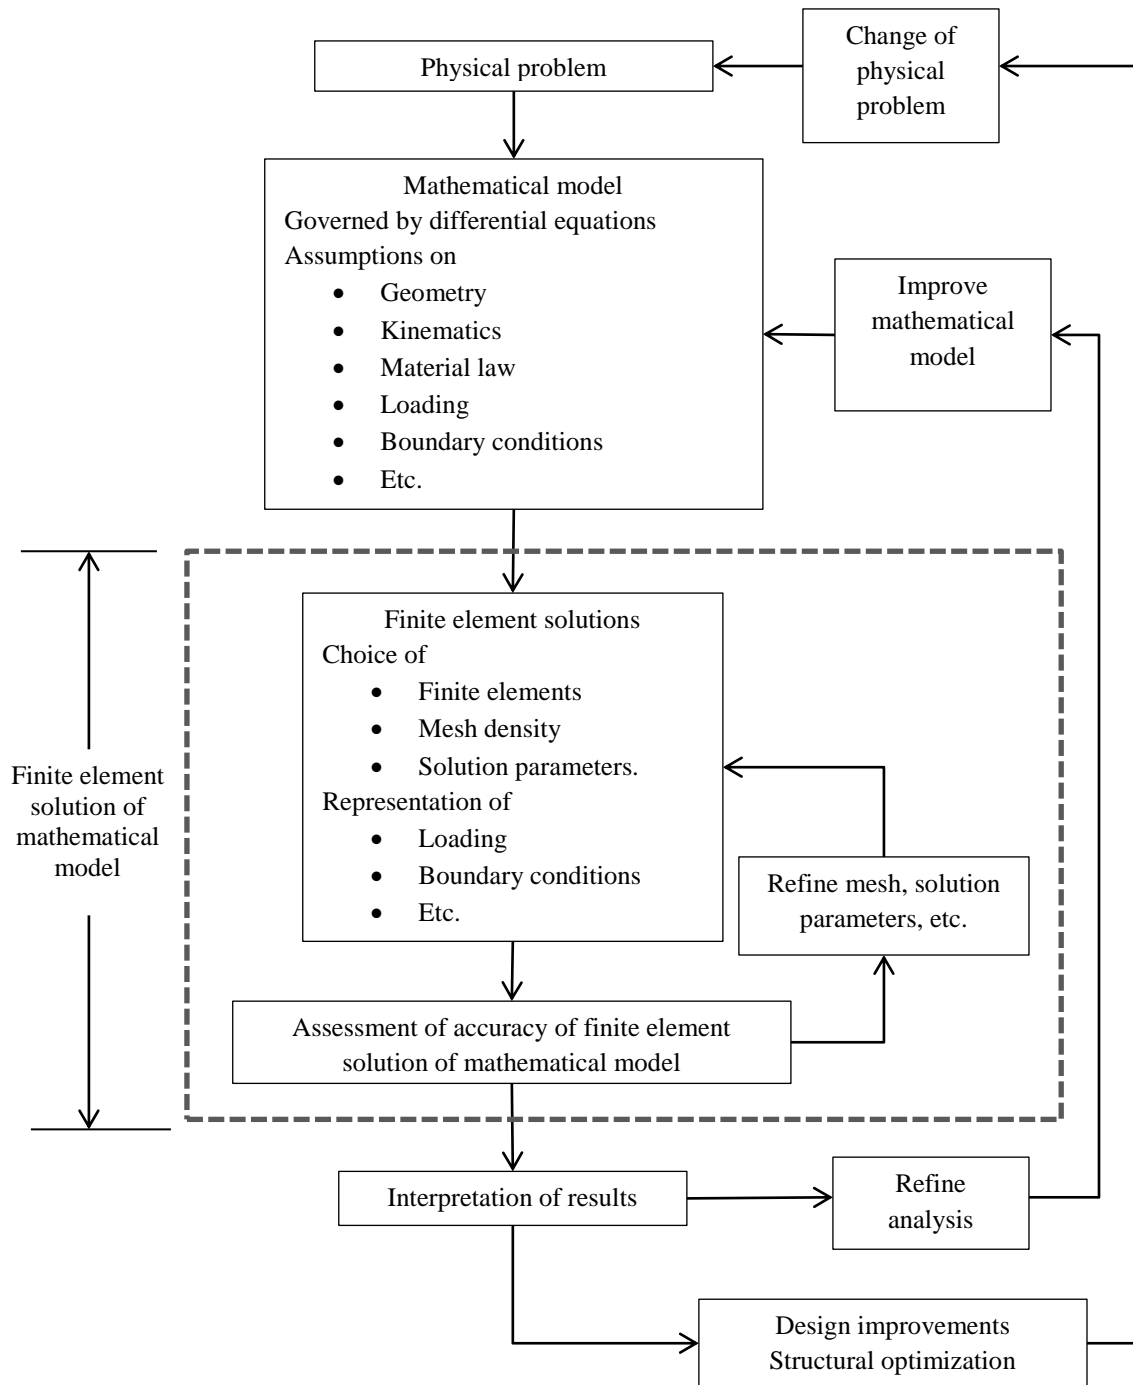 Physical problem
Change of
physical
problem
Mathematical model
Governed by differential equations
Assumptions on
• Geometry
• Kinematics
• Material law
• Loading
• Boundary conditions
• Etc.
Improve
mathematical
model
Finite element
solution of
mathematical
model
Finite element solutions
Choice of
• Finite elements
• Mesh density
• Solution parameters.
Representation of
• Loading
• Boundary conditions
• Etc.
Refine mesh, solution
parameters, etc.
Assessment of accuracy of finite element
solution of mathematical model
Interpretation of results
Refine
analysis
Design improvements
Structural optimization